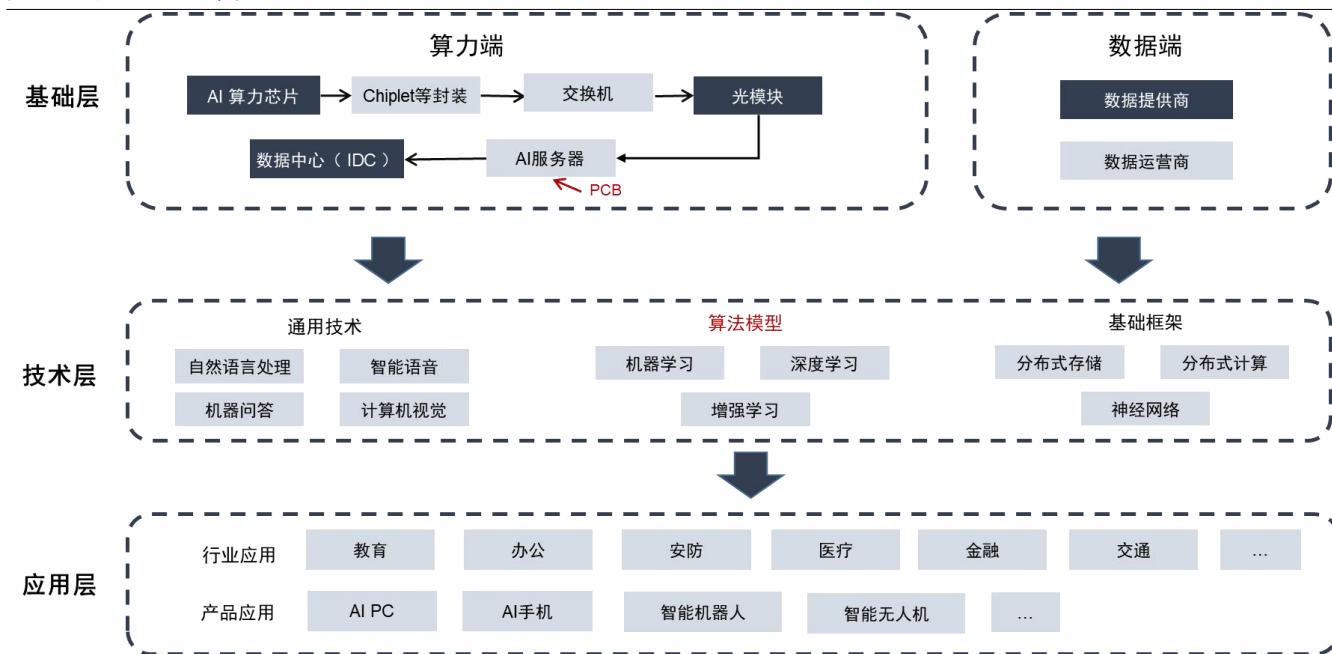 算力端
数据端
基础层
AI 算力芯片
Chiplet等封装
交换机
光模块
数据提供商
数据中心（ IDC ）
AI服务器
数据运营商
PCB
通用技术
算法模型
基础框架
自然语言处理
智能语音
机器学习
深度学习
分布式存储
分布式计算
技术层
机器问答
计算机视觉
增强学习
神经网络
行业应用
教育
办公
安防
医疗
金融
交通
...
应用层
产品应用
AI PC
AI手机
智能机器人
智能无人机
...